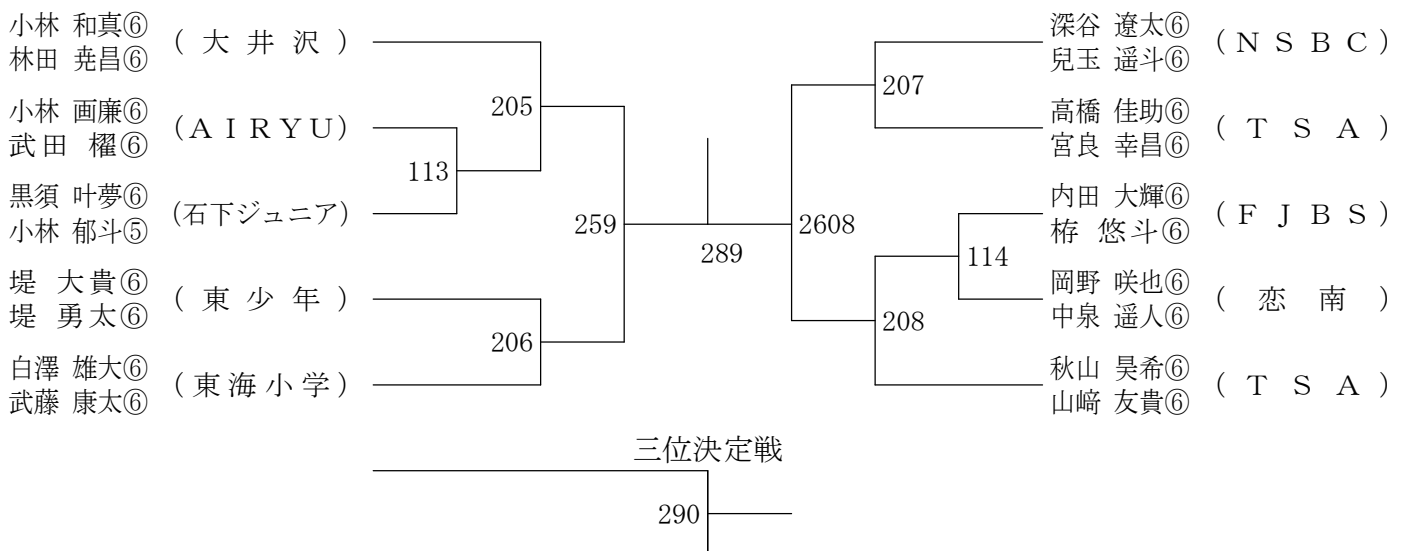 小林 和真⑥
林田 尭昌⑥
(大井沢)
小林 画廉⑥
武田 櫂⑥
(AIRYU)
黒須 叶夢⑥
小林 郁斗⑤
(石下ジュニア)
堤 大貴⑥
堤 勇太⑥
(東少年)
白澤 雄大⑥
武藤 康太⑥
(東海小学)
205
113
259
206
289
2608
207
114
208
深谷 遼太⑥
兒玉 遥斗⑥
(NSBC)
高橋 佳助⑥
宮良 幸昌⑥
(TSA)
内田 大輝⑥
栫 悠斗⑥
(FJBS)
岡野 咲也⑥
中泉 遥人⑥
(恋南)
秋山 昊希⑥
山﨑 友貴⑥
(TSA)
三位決定戦
290